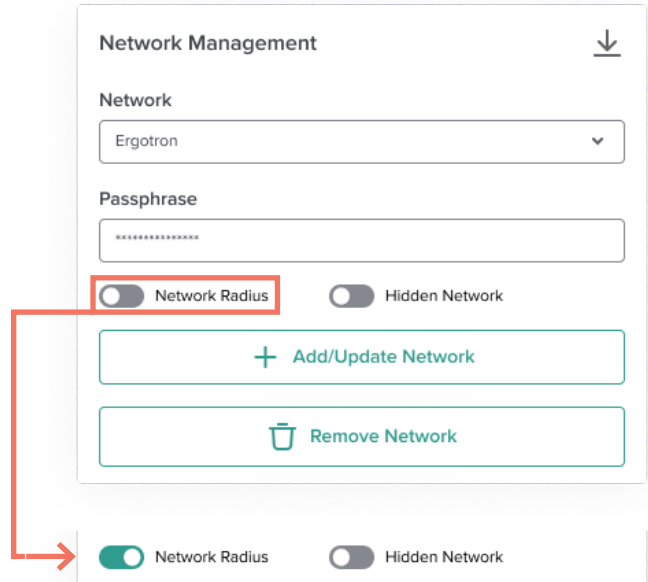 Network Management
Network
Ergotron
Passphrase
***************
Network Radius
Hidden Network
Add/Update Network
Remove Network
Network Radius
Hidden Network